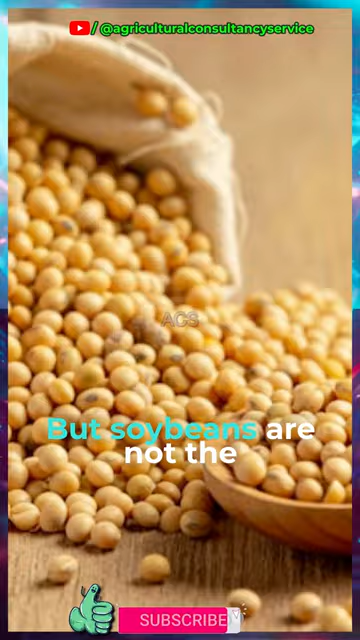 / @agriculturalconsultancyservice
ACS
But soybeans are
not the
SUBSCRIBE